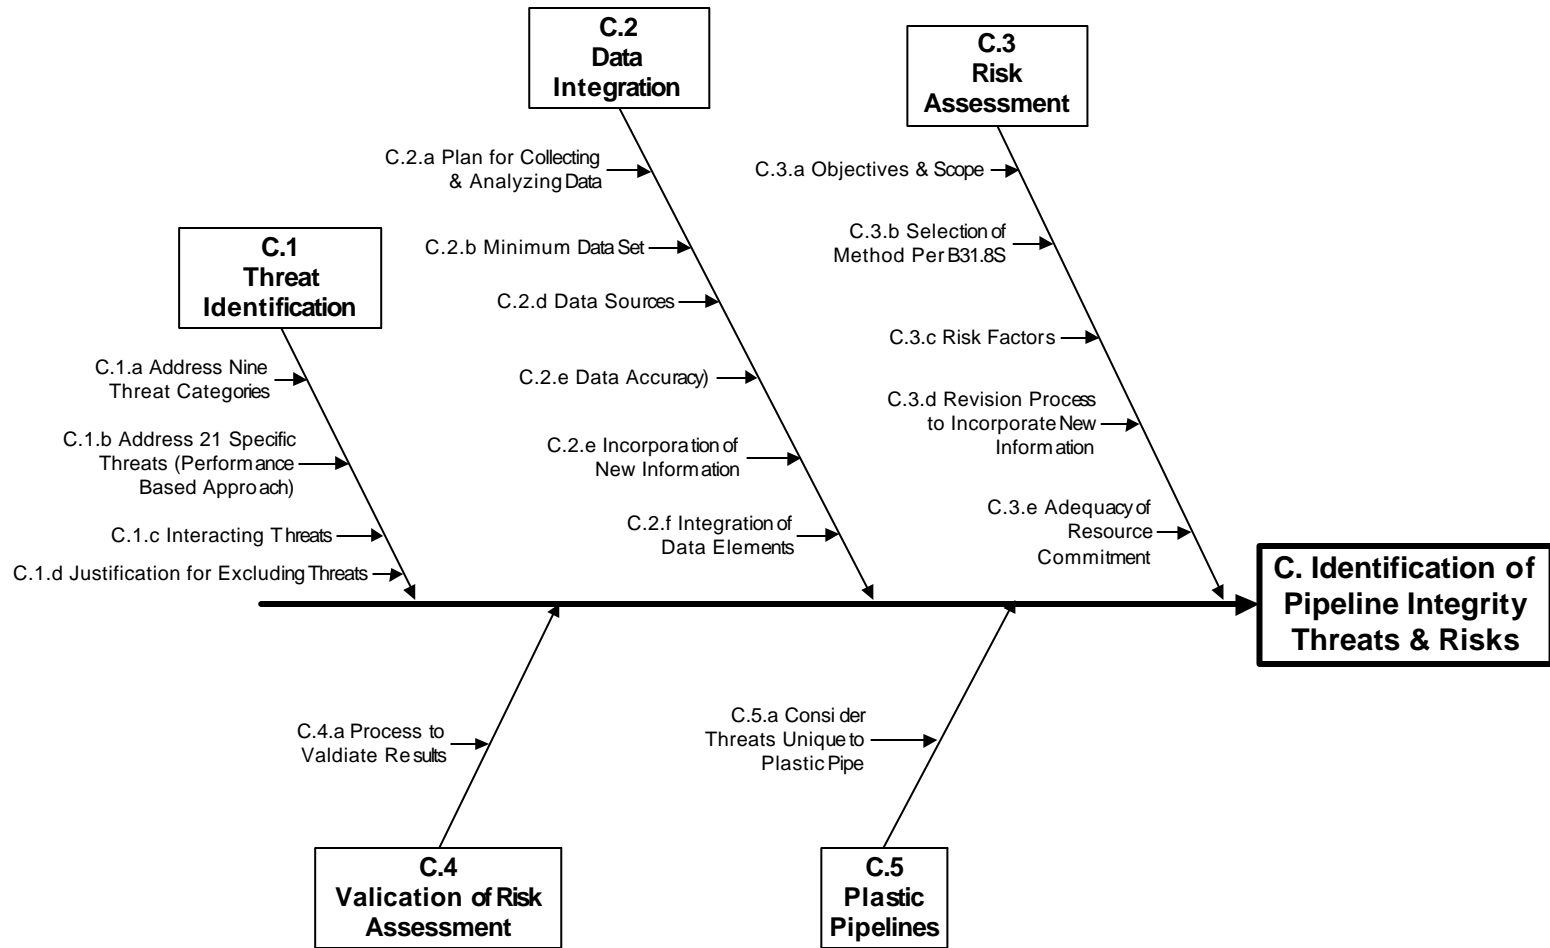 C.2
Data
Integration
C.3
Risk
Assessment
C.2.a Plan for Collecting
& Analyzing Data
C.3.a Objectives & Scope
C.2.b Minimum Data Set
C.3.b Selection of
Method Per B31.8S
C.1
Threat
Identification
C.2.d Data Sources
C.3.c Risk Factors
C.1.a Address Nine
Threat Categories
C.2.e Data Accuracy)
C.3.d Revision Process
to Incorporate New
Information
C.1.b Address 21 Specific
Threats (Performance
Based Approach)
C.2.e Incorporation of
New Information
C.1.c Interacting Threats
C.2.f Integration of
Data Elements
C.3.e Adequacy of
Resource
Commitment
C.1.d Justification for Excluding Threats
C. Identification of
Pipeline Integrity
Threats & Risks
C.4.a Process to
Valdiate Results
C.5.a Consider
Threats Unique to
Plastic Pipe
C.4
Valication of Risk
Assessment
C.5
Plastic
Pipelines